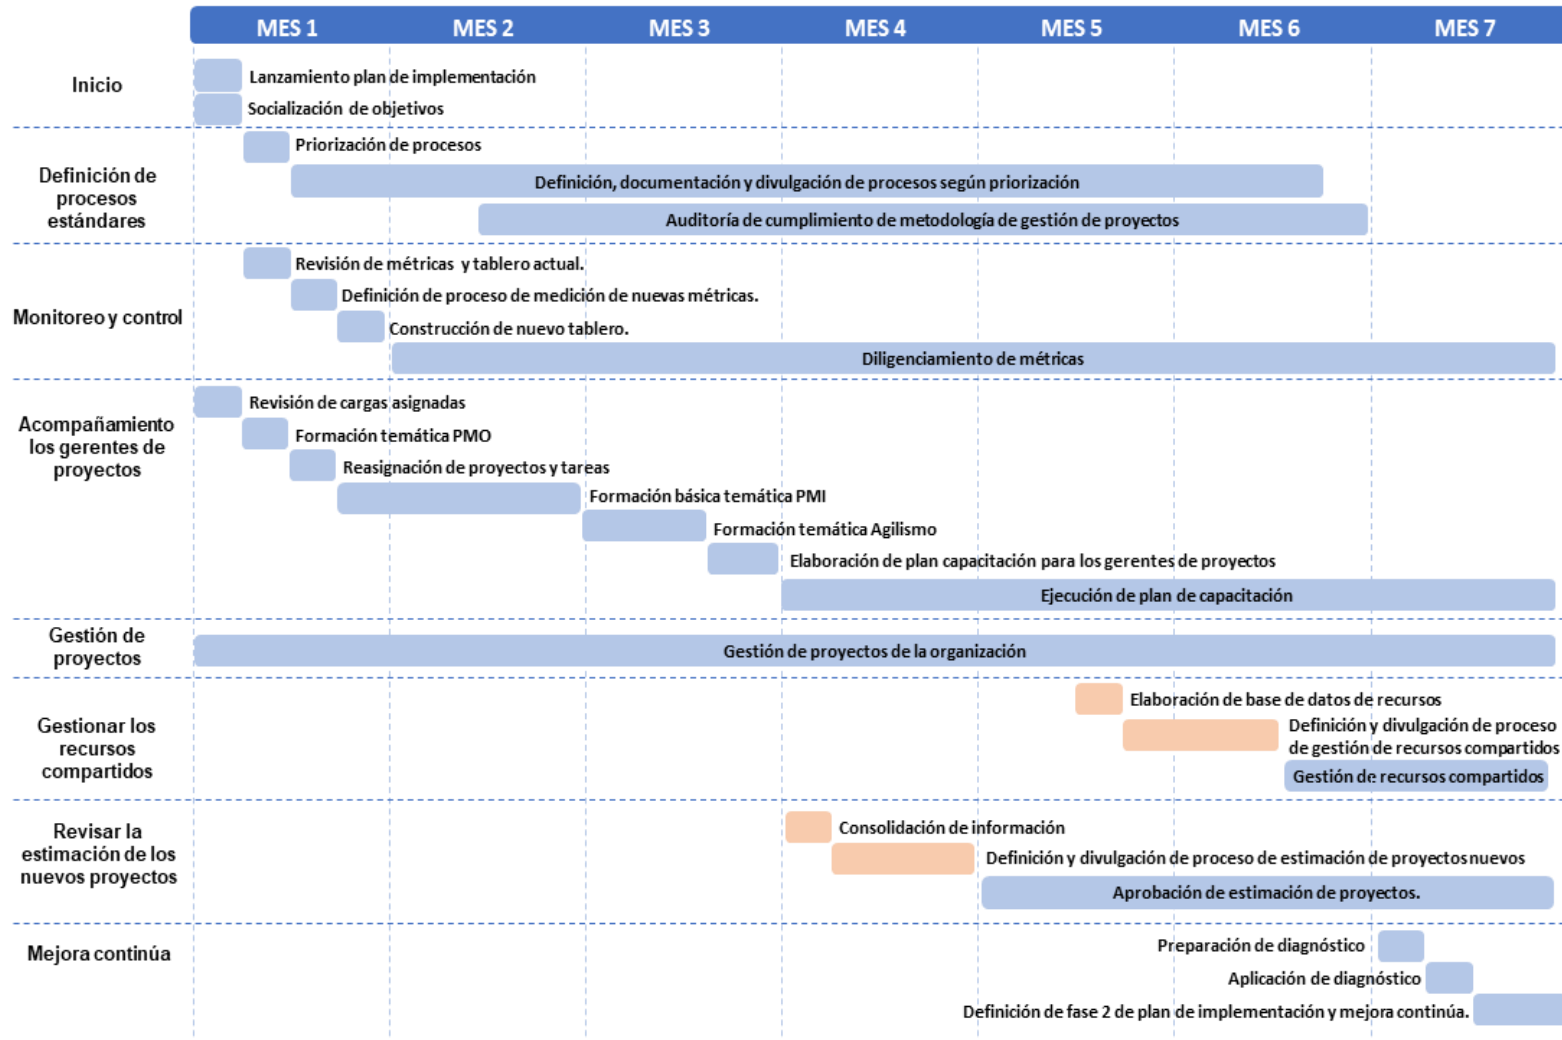 MES 1 MES 2 MES 3 MES 4 MES 5 MES 6 MES 7
Inicio
Lanzamiento plan de implementación
Socialización de objetivos
Definición de
procesos
estándares
Priorización de procesos
Definición, documentación y divulgación de procesos según priorización
Auditoría de cumplimiento de metodología de gestión de proyectos
Monitoreo y control
Revisión de métricas y tablero actual.
Definición de proceso de medición de nuevas métricas.
Construcción de nuevo tablero.
Diligenciamiento de métricas
Acompañamiento
los gerentes de
proyectos
Revisión de cargas asignadas
Formación temática PMO
Reasignación de proyectos y tareas
Formación básica temática PMI
Formación temática Agilismo
Elaboración de plan capacitación para los gerentes de proyectos
Ejecución de plan de capacitación
Gestión de
proyectos
Gestión de proyectos de la organización
Gestionar los
recursos
compartidos
Elaboración de base de datos de recursos
Definición y divulgación de proceso
de gestión de recursos compartidos
Gestión de recursos compartidos
Revisar la
estimación de los
nuevos proyectos
Consolidación de información
Definición y divulgación de proceso de estimación de proyectos nuevos
Aprobación de estimación de proyectos.
Mejora continúa
Preparación de diagnóstico
Aplicación de diagnóstico
Definición de fase 2 de plan de implementación y mejora continúa.